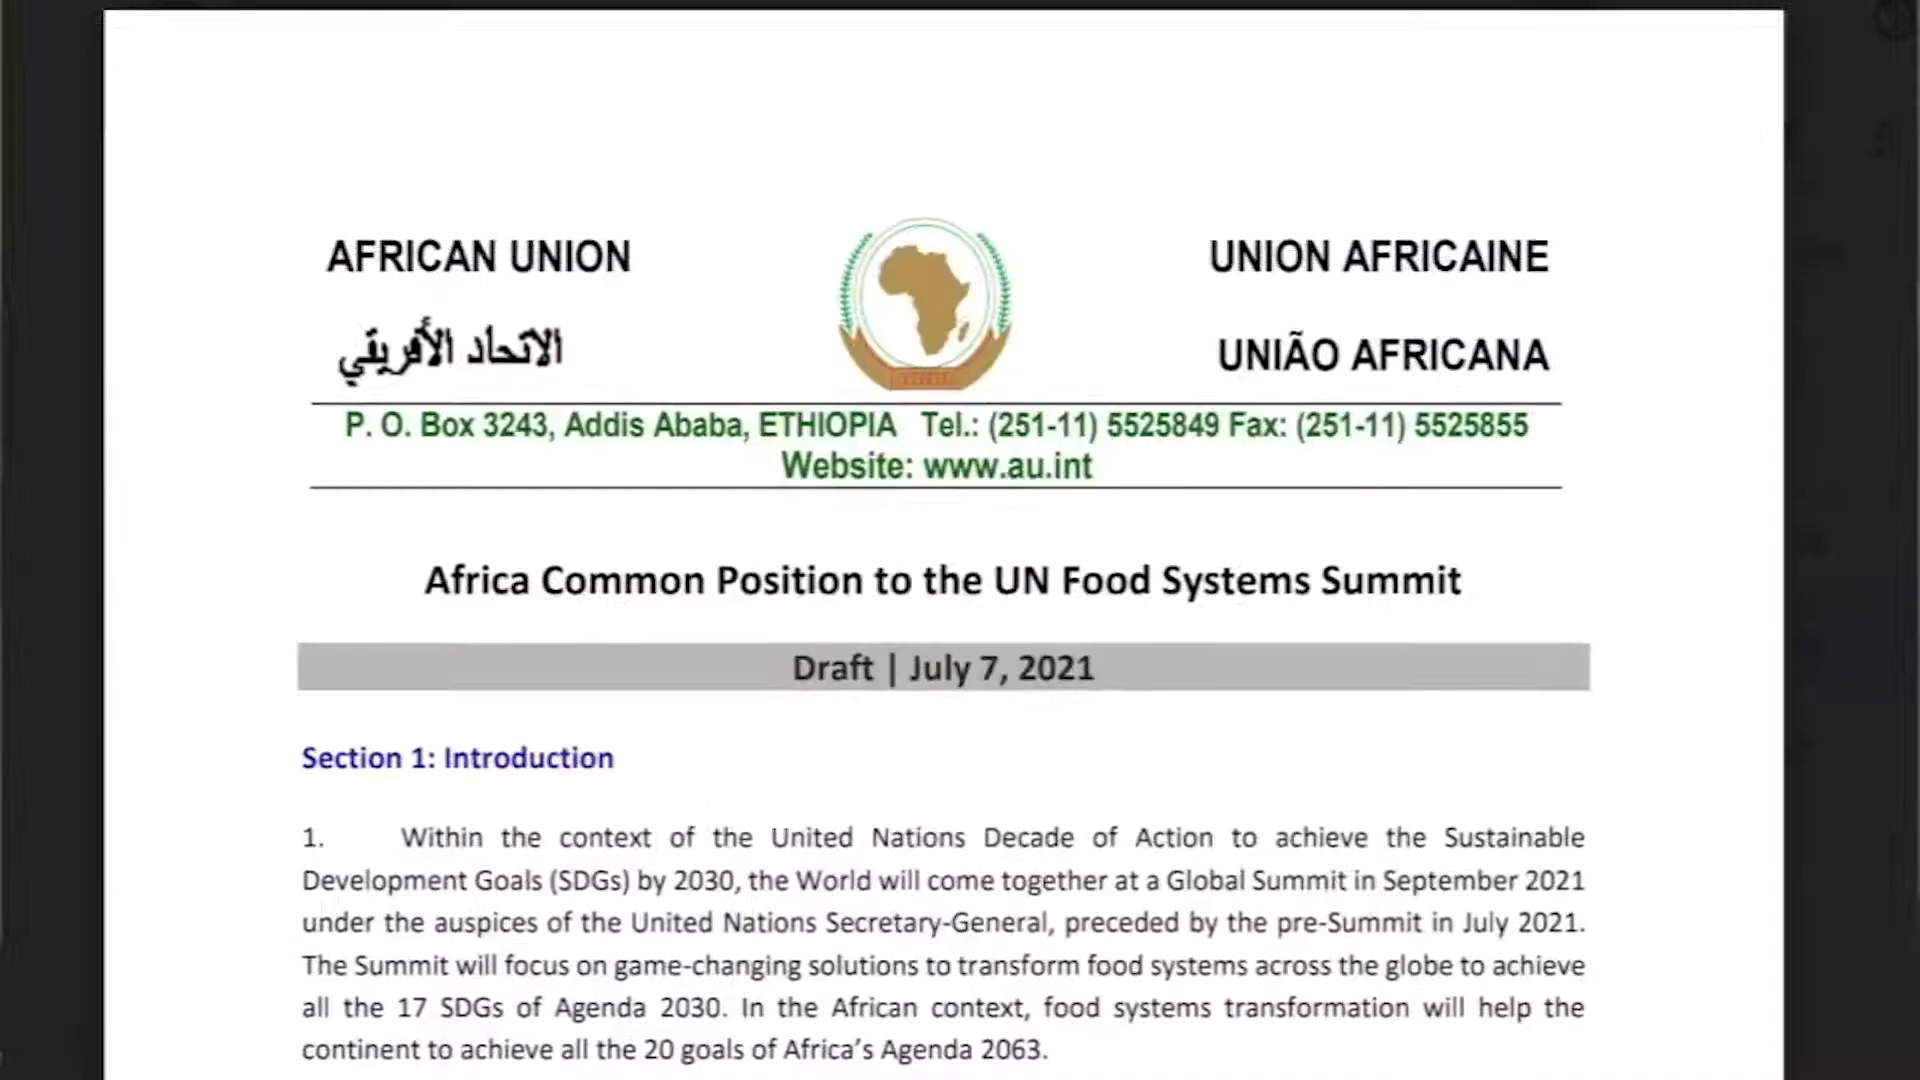 AFRICAN UNION
UNION AFRICAINE
الاتحاد الأفريقي
UNIÃO AFRICANA
P. O. Box 3243, Addis Ababa, ETHIOPIA Tel.: (251-11) 5525849 Fax: (251-11) 5525855
Website: www.au.int
Africa Common Position to the UN Food Systems Summit
Draft | July 7, 2021
Section 1: Introduction
1. Within the context of the United Nations Decade of Action to achieve the Sustainable
Development Goals (SDGs) by 2030, the World will come together at a Global Summit in September 2021
under the auspices of the United Nations Secretary-General, preceded by the pre-Summit in July 2021.
The Summit will focus on game-changing solutions to transform food systems across the globe to achieve
all the 17 SDGs of Agenda 2030. In the African context, food systems transformation will help the
continent to achieve all the 20 goals of Africa’s Agenda 2063.